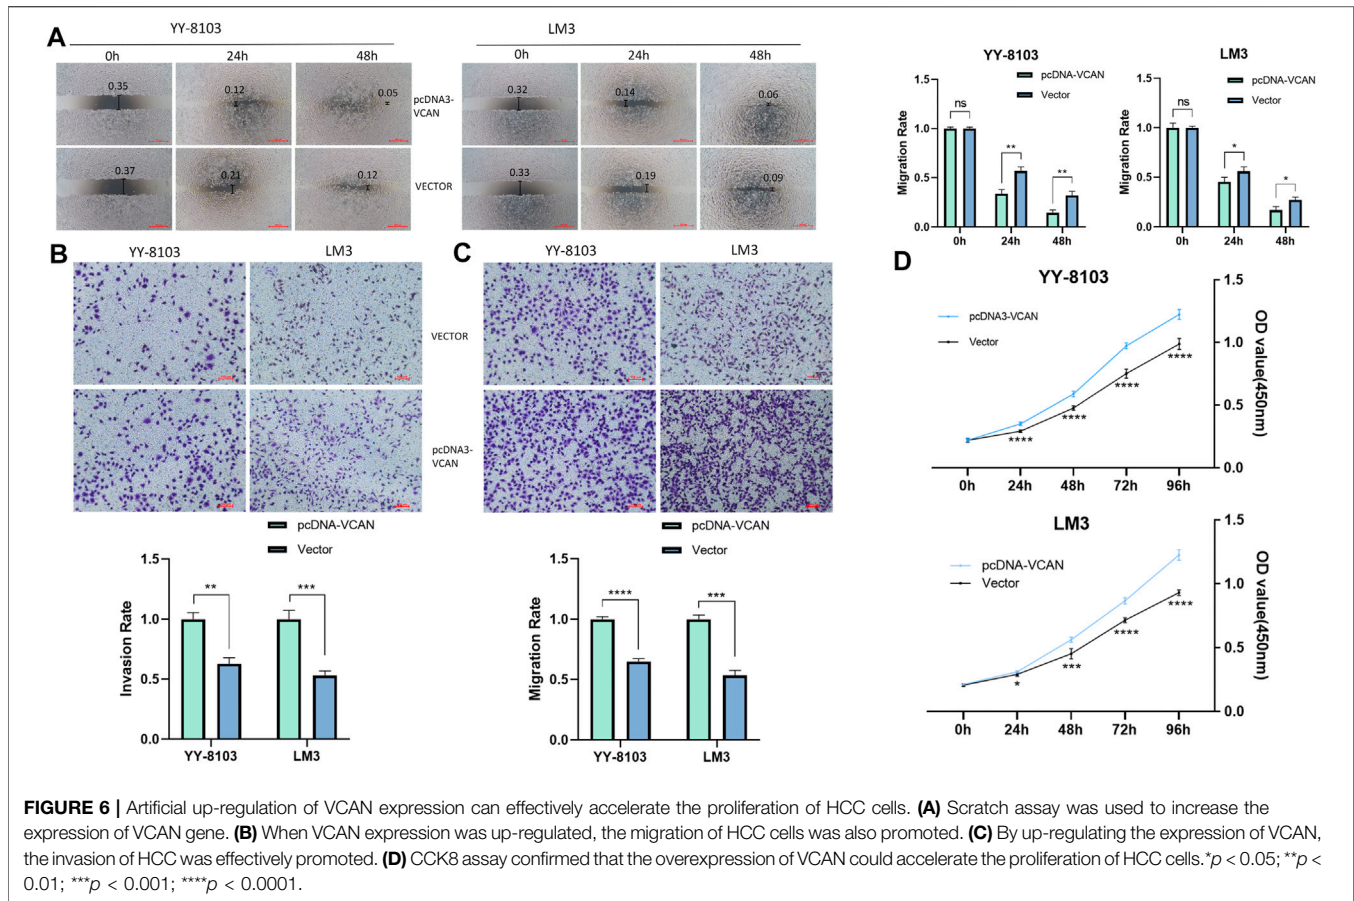 A
YY-8103
LM3
0h
24h
48h
0h
24h
48h
0.35
0.12
0.05
pcDNA3-
VCAN
0.32
0.14
0.06
0.37
0.21
0.12
VECTOR
0.33
0.19
0.09
YY-8103
pcDNA-VCAN
Vector
Migration Rate
1.5
1.0
0.5
0.0
ns
**
**
0h
24h
48h
LM3
pcDNA-VCAN
Vector
Migration Rate
1.5
1.0
0.5
0.0
ns
*
*
0h
24h
48h
B
YY-8103
LM3
VECTOR
pcDNA3-
VCAN
pcDNA-VCAN
Vector
Invasion Rate
1.5
1.0
0.5
0.0
**
***
YY-8103
LM3
C
YY-8103
LM3
pcDNA-VCAN
Vector
Migration Rate
1.5
1.0
0.5
0.0
****
***
YY-8103
LM3
D
YY-8103
pcDNA3-VCAN
Vector
OD value(450nm)
1.5
1.0
0.5
0.0
****
****
****
****
0h
24h
48h
72h
96h
LM3
pcDNA-VCAN
Vector
OD value(450nm)
1.5
1.0
0.5
0.0
*
***
****
****
0h
24h
48h
72h
96h
FIGURE 6 | Artificial up-regulation of VCAN expression can effectively accelerate the proliferation of HCC cells. (A) Scratch assay was used to increase the
expression of VCAN gene. (B) When VCAN expression was up-regulated, the migration of HCC cells was also promoted. (C) By up-regulating the expression of VCAN,
the invasion of HCC was effectively promoted. (D) CCK8 assay confirmed that the overexpression of VCAN could accelerate the proliferation of HCC cells.*p < 0.05; **p <
0.01; ***p < 0.001; ****p < 0.0001.